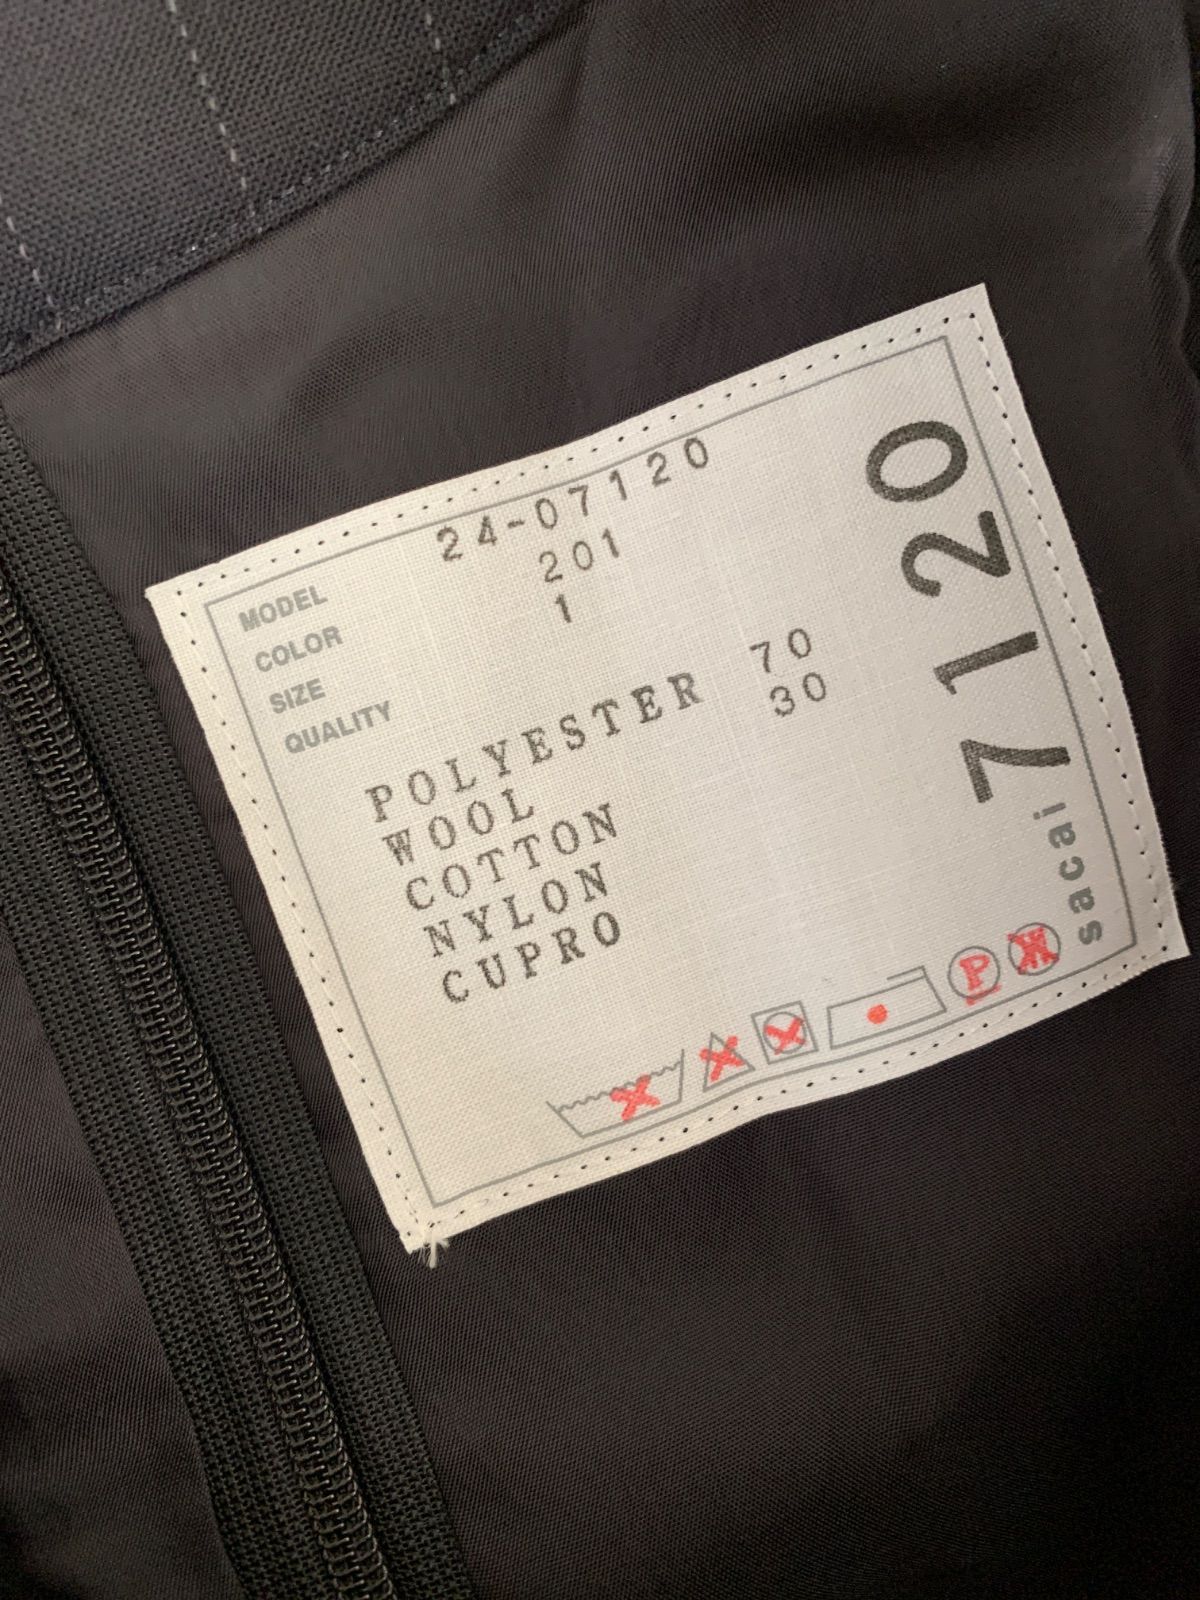 MODEL 24-07120
COLOR 201
SIZE 1
QUALITY
POLYESTER 70
WOOL 30
COTTON
NYLON
CUPRO
P
W
sacai 7120